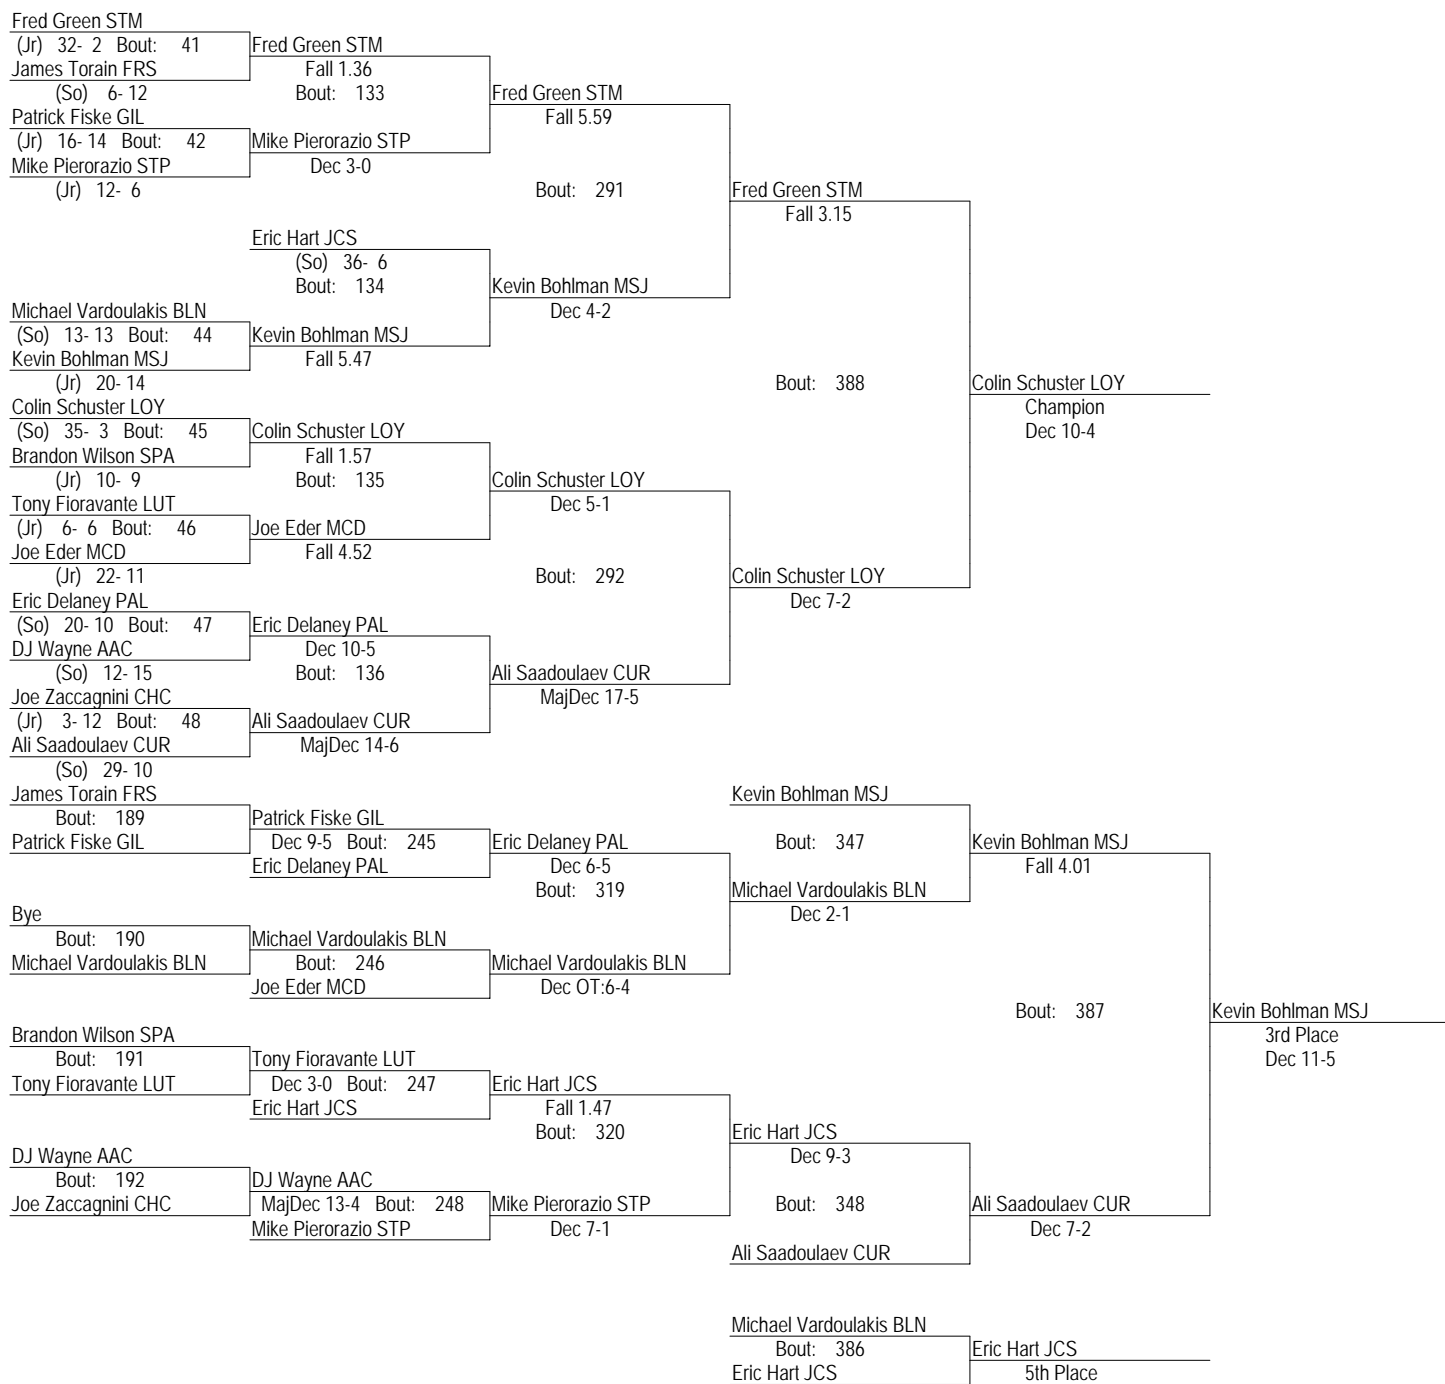 Fred Green STM
(Jr) 32- 2 Bout: 41 Fred Green STM
James Torain FRS Fall 1.36
(So) 6- 12 Bout: 133 Fred Green STM
Patrick Fiske GIL Fall 5.59
(Jr) 16- 14 Bout: 42 Mike Pierorazio STP
Mike Pierorazio STP Dec 3-0
(Jr) 12- 6 Bout: 291 Fred Green STM
Fall 3.15
Eric Hart JCS
(So) 36- 6
Bout: 134 Kevin Bohlman MSJ
Michael Vardoulakis BLN Dec 4-2
(So) 13- 13 Bout: 44 Kevin Bohlman MSJ
Kevin Bohlman MSJ Fall 5.47
(Jr) 20- 14 Bout: 388 Colin Schuster LOY
Colin Schuster LOY Champion
(So) 35- 3 Bout: 45 Colin Schuster LOY Dec 10-4
Brandon Wilson SPA Fall 1.57
(Jr) 10- 9 Bout: 135 Colin Schuster LOY
Tony Fioravante LUT Dec 5-1
(Jr) 6- 6 Bout: 46 Joe Eder MCD
Joe Eder MCD Fall 4.52
(Jr) 22- 11 Bout: 292 Colin Schuster LOY
Eric Delaney PAL Dec 7-2
(So) 20- 10 Bout: 47 Eric Delaney PAL
DJ Wayne AAC Dec 10-5
(So) 12- 15 Bout: 136 Ali Saadoulaev CUR
Joe Zaccagnini CHC MajDec 17-5
(Jr) 3- 12 Bout: 48 Ali Saadoulaev CUR
Ali Saadoulaev CUR MajDec 14-6
(So) 29- 10
James Torain FRS Kevin Bohlman MSJ
Bout: 189 Patrick Fiske GIL
Patrick Fiske GIL Dec 9-5 Bout: 245 Eric Delaney PAL Bout: 347 Kevin Bohlman MSJ
Eric Delaney PAL Dec 6-5 Fall 4.01
Bout: 319 Michael Vardoulakis BLN
Bye Dec 2-1
Bout: 190 Michael Vardoulakis BLN
Michael Vardoulakis BLN Bout: 246 Michael Vardoulakis BLN
Joe Eder MCD Dec OT:6-4
Bout: 387 Kevin Bohlman MSJ
Brandon Wilson SPA 3rd Place
Bout: 191 Tony Fioravante LUT Dec 11-5
Tony Fioravante LUT Dec 3-0 Bout: 247 Eric Hart JCS
Eric Hart JCS Fall 1.47
Bout: 320 Eric Hart JCS
DJ Wayne AAC Dec 9-3
Bout: 192 DJ Wayne AAC
Joe Zaccagnini CHC MajDec 13-4 Bout: 248 Mike Pierorazio STP Bout: 348 Ali Saadoulaev CUR
Mike Pierorazio STP Dec 7-1 Dec 7-2
Ali Saadoulaev CUR
Michael Vardoulakis BLN
Bout: 386 Eric Hart JCS
Eric Hart JCS 5th Place